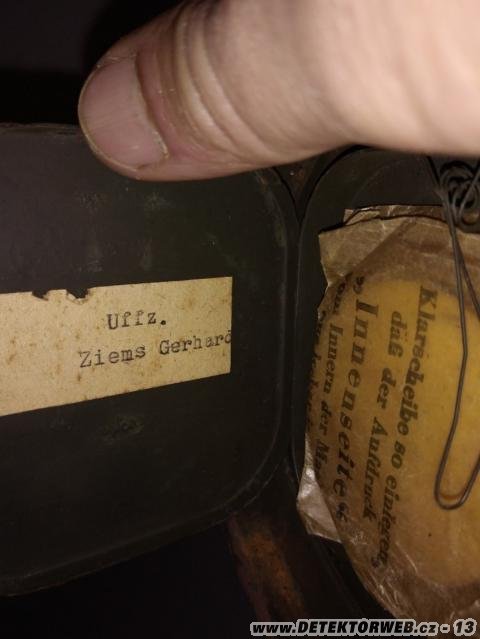 Uffz.
Ziems Gerhard
Klarscheibe so einlegen,
daß der Aufdruck
»Innenseite«
vom Innern der
www.DETEKTORWEB.cz - 13